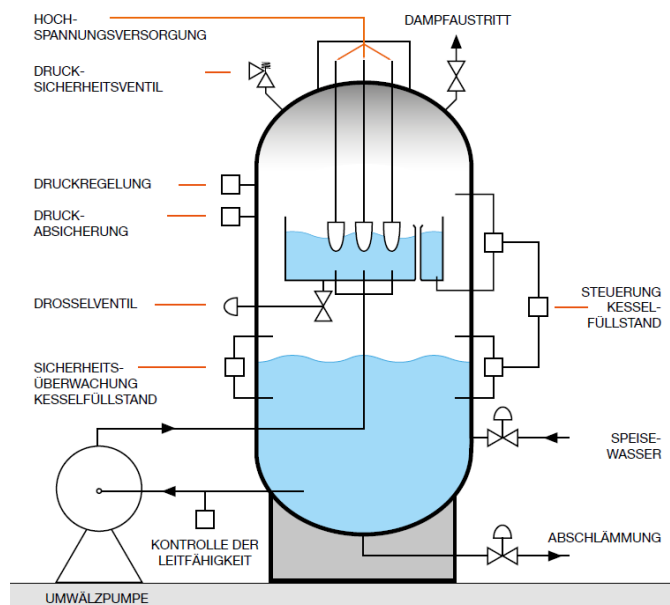 HOCH-
SPANNUNGSVERSORGUNG
DAMPFAUSTRITT
DRUCK-
SICHERHEITSVENTIL
DRUCKREGELUNG
DRUCK-
ABSICHERUNG
DROSSELVENTIL
STEUERUNG
KESSEL-
FÜLLSTAND
SICHERHEITS-
ÜBERWACHUNG
KESSELFÜLLSTAND
SPEISE-
WASSER
KONTROLLE DER
LEITFÄHIGKEIT
ABSCHLÄMMUNG
UMWÄLZPUMPE